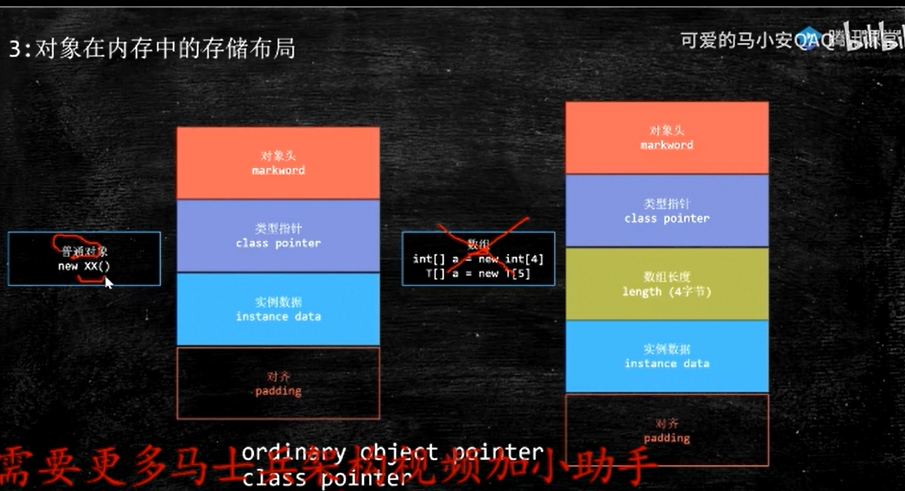 3:对象在内存中的存储布局
可爱的马小安QAQ
对象头
markword
类型指针
class pointer
实例数据
instance data
对齐
padding
普通对象
new XX()
数组
int[] a = new int[4]
T[] a = new T[5]
对象头
markword
类型指针
class pointer
数组长度
length (4字节)
实例数据
instance data
对齐
padding
ordinary object pointer
class pointer
需要更多马士兵架构视频加小助手